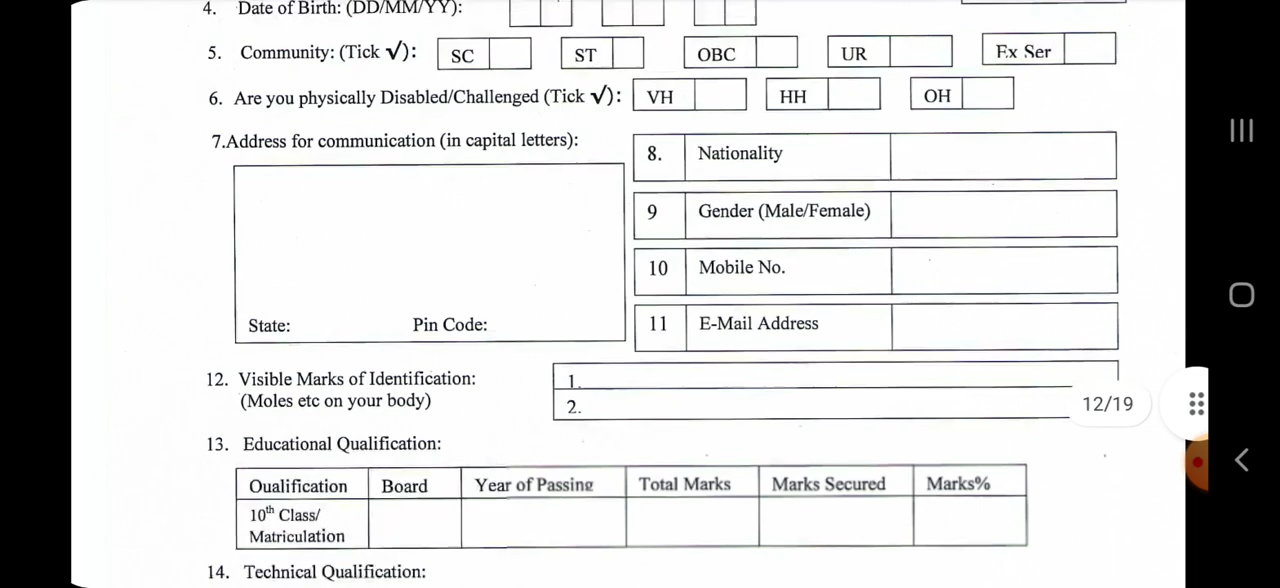 4. Date of Birth: (DD/MM/YY):
5. Community: (Tick √): SC ST OBC UR Ex Ser
6. Are you physically Disabled/Challenged (Tick √): VH HH OH
7.Address for communication (in capital letters):
8. Nationality
9 Gender (Male/Female)
10 Mobile No.
State: Pin Code:
11 E-Mail Address
12. Visible Marks of Identification:
(Moles etc on your body)
1.
2.
12/19
13. Educational Qualification:
Qualification Board Year of Passing Total Marks Marks Secured Marks%
10th Class/
Matriculation
14. Technical Qualification: